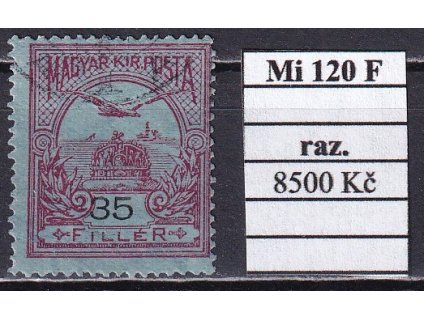 MAGYAR·KIR·POSTA
35
FILLÉR
Mi 120 F
raz.
8500 Kč